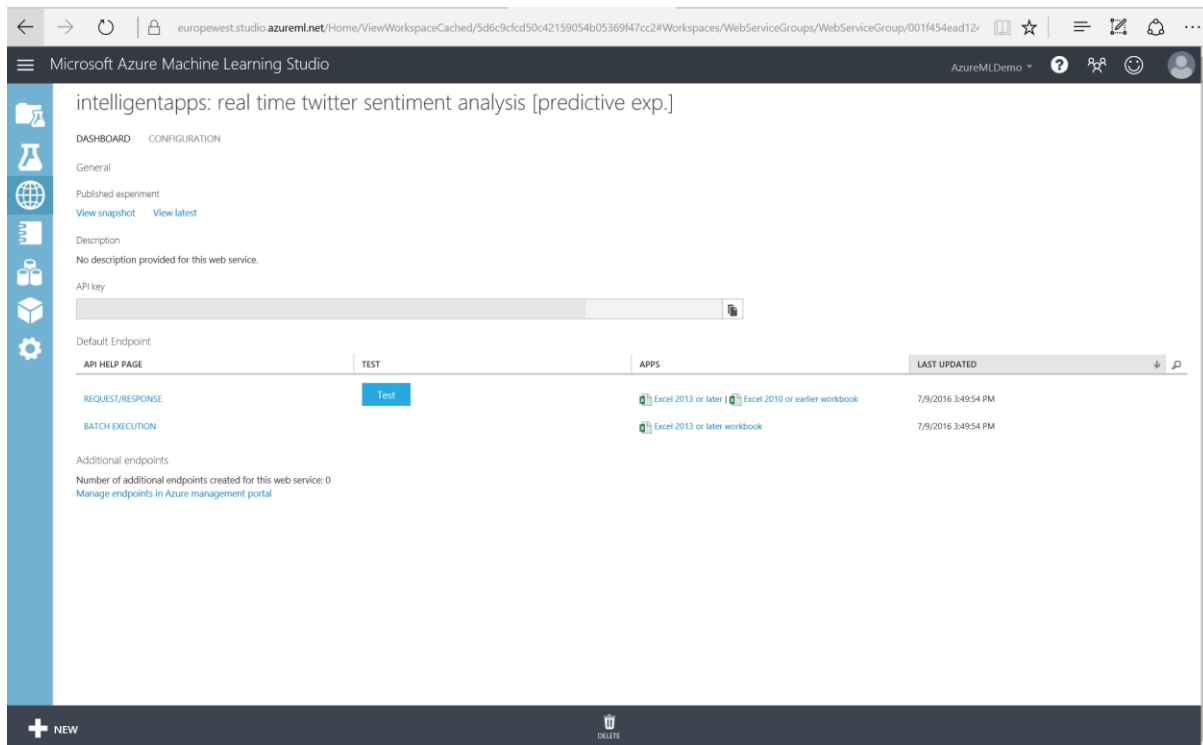 europewest.studio.azureml.net/Home/ViewWorkspaceCached/5d6c9cfcd50c42159054b05369f47cc2#Workspaces/WebServiceGroups/WebServiceGroup/001f454ead124
Microsoft Azure Machine Learning Studio
AzureMLDemo
?
intelligentapps: real time twitter sentiment analysis [predictive exp.]
DASHBOARD CONFIGURATION
General
Published experiment
View snapshot View latest
Description
No description provided for this web service.
API key
Default Endpoint
API HELP PAGE TEST APPS LAST UPDATED
REQUEST/RESPONSE Test Excel 2013 or later | Excel 2010 or earlier workbook 7/9/2016 3:49:54 PM
BATCH EXECUTION Excel 2013 or later workbook 7/9/2016 3:49:54 PM
Additional endpoints
Number of additional endpoints created for this web service: 0
Manage endpoints in Azure management portal
NEW
DELETE